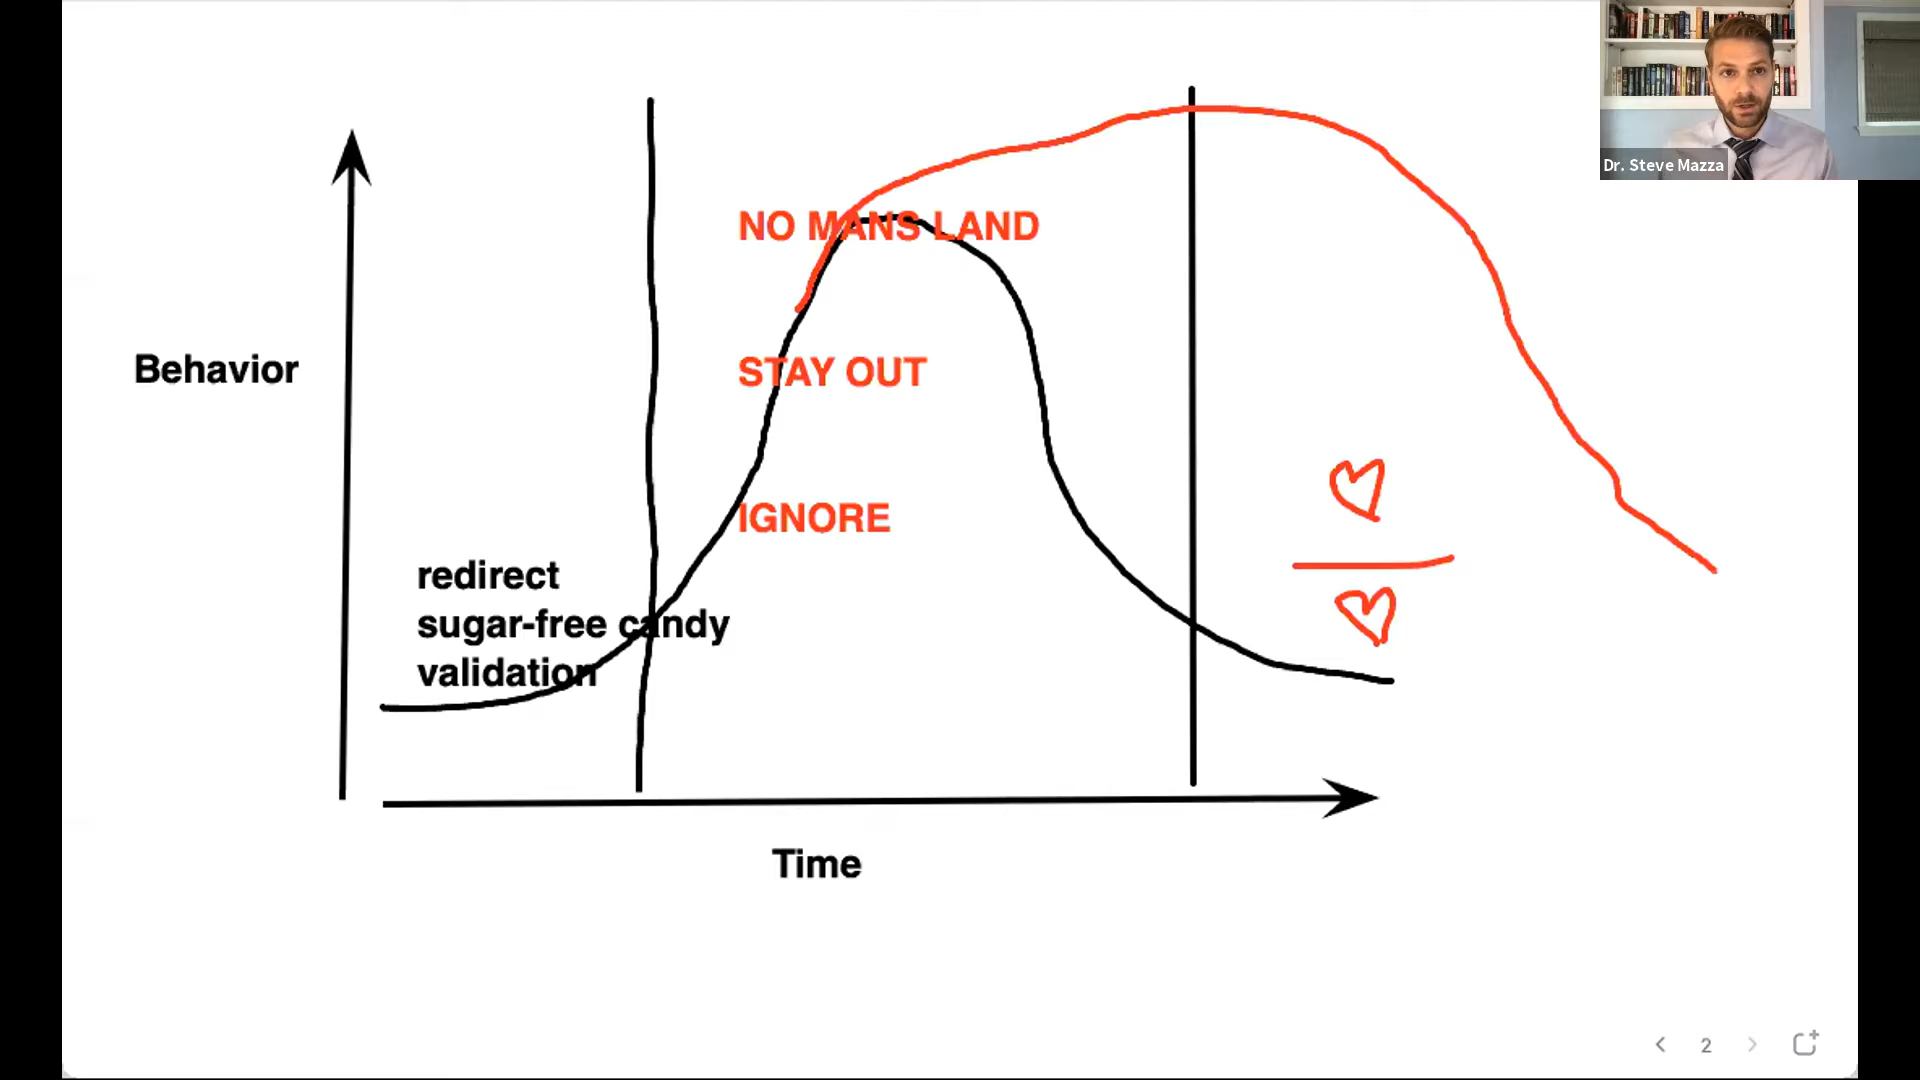 Dr. Steve Mazza
NO MANS LAND
Behavior
STAY OUT
IGNORE
redirect
sugar-free candy
validation
Time
2